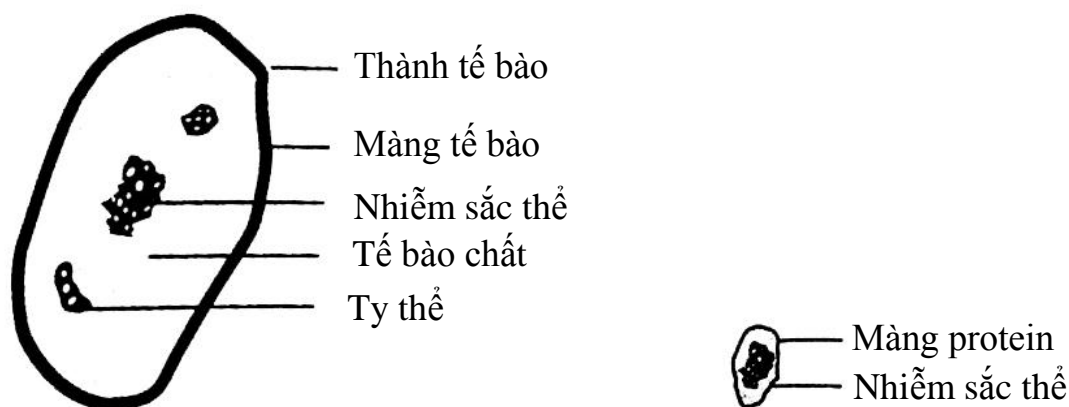 Thành tế bào
Màng tế bào
Nhiễm sắc thể
Tế bào chất
Ty thể
Màng protein
Nhiễm sắc thể